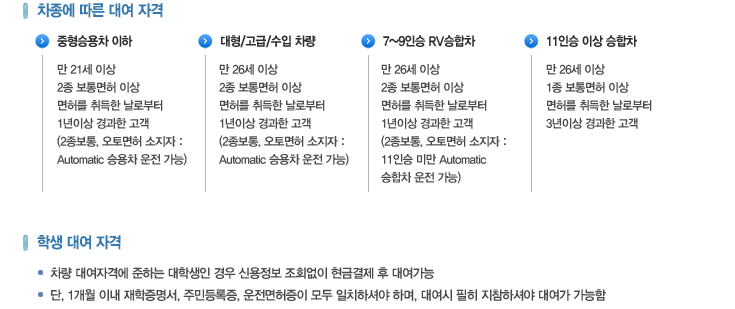 차종에 따른 대여 자격
중형승용차 이하
만 21세 이상
2종 보통면허 이상
면허를 취득한 날로부터
1년이상 경과한 고객
(2종보통, 오토면허 소지자 :
Automatic 승용차 운전 가능)
대형/고급/수입 차량
만 26세 이상
2종 보통면허 이상
면허를 취득한 날로부터
1년이상 경과한 고객
(2종보통, 오토면허 소지자 :
Automatic 승용차 운전 가능)
7~9인승 RV승합차
만 26세 이상
2종 보통면허 이상
면허를 취득한 날로부터
1년이상 경과한 고객
(2종보통, 오토면허 소지자 :
11인승 미만 Automatic
승합차 운전 가능)
11인승 이상 승합차
만 26세 이상
1종 보통면허 이상
면허를 취득한 날로부터
3년이상 경과한 고객
학생 대여 자격
차량 대여자격에 준하는 대학생인 경우 신용정보 조회없이 현금결제 후 대여가능
단, 1개월 이내 재학증명서, 주민등록증, 운전면허증이 모두 일치하셔야 하며, 대여시 필히 지참하셔야 대여가 가능함